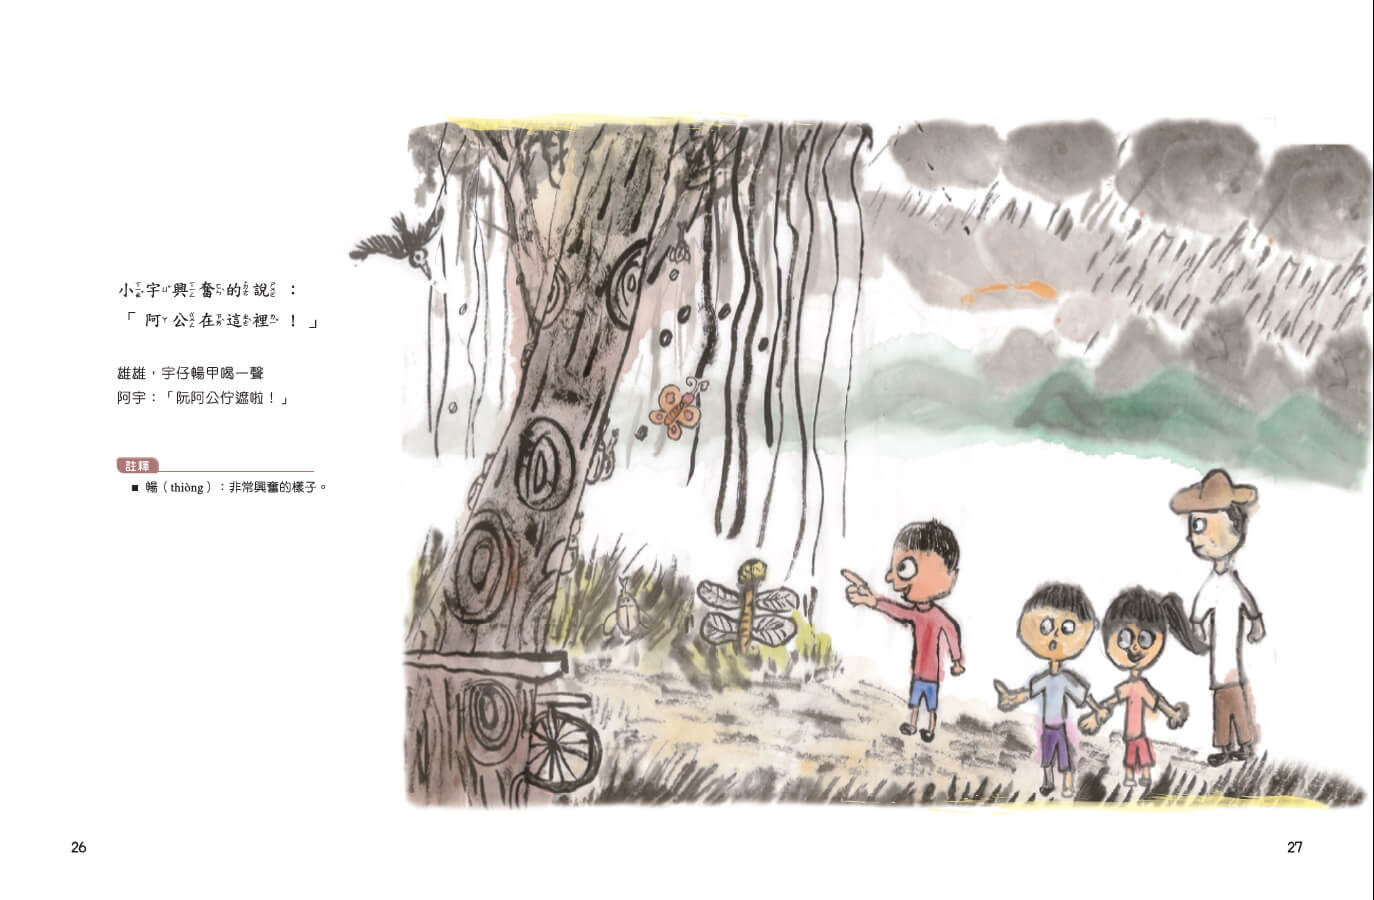 小宇興奮的說：
「阿公在這裡！」
雄雄，宇仔暢甲喝一聲
阿宇：「阮阿公佇遮啦！」
註釋
■ 暢（thiòng）：非常興奮的樣子。
26
27